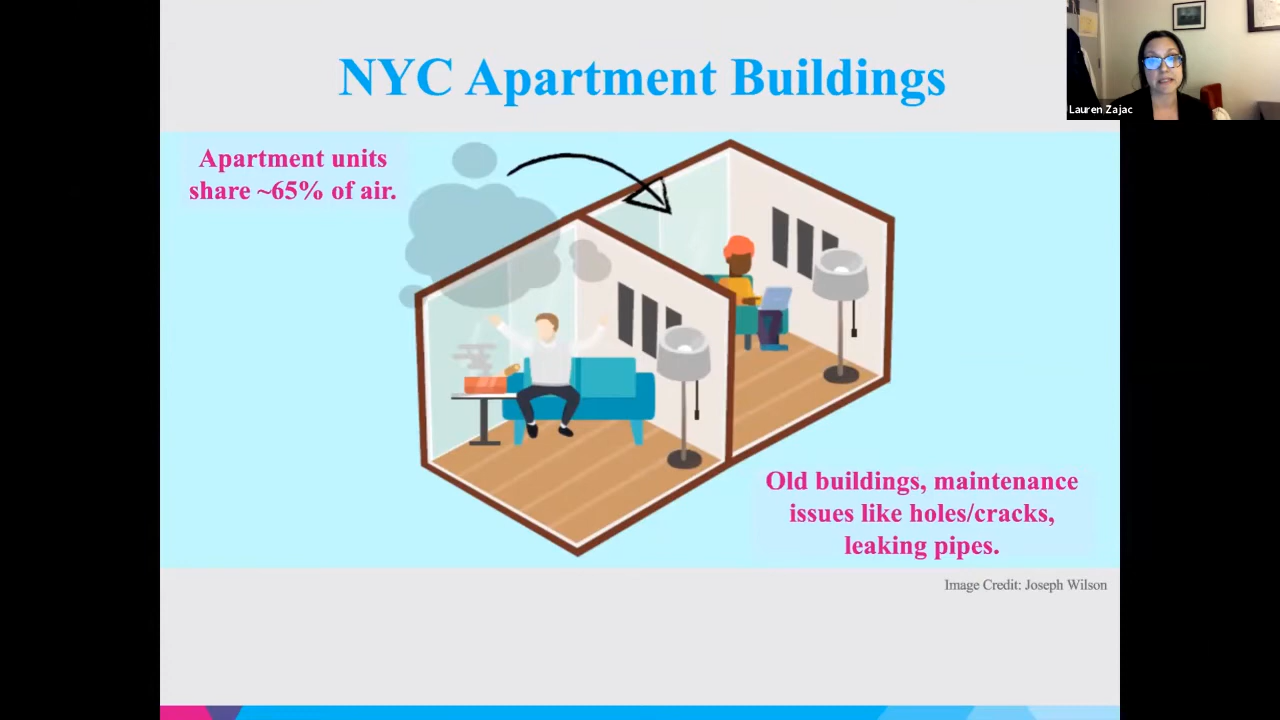 NYC Apartment Buildings
Lauren Zajac
Apartment units
share ~65% of air.
Old buildings, maintenance
issues like holes/cracks,
leaking pipes.
Image Credit: Joseph Wilson